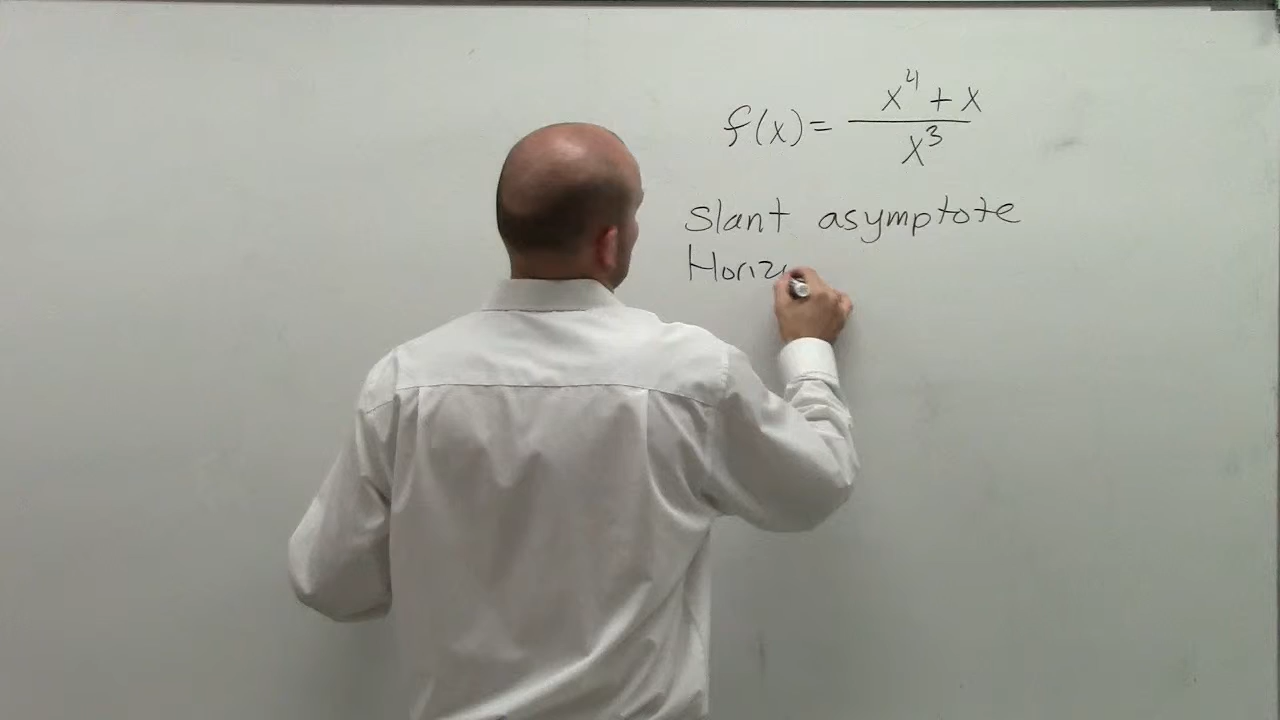 f(x) = x⁴ + x / x³
Slant asymptote
Horiz